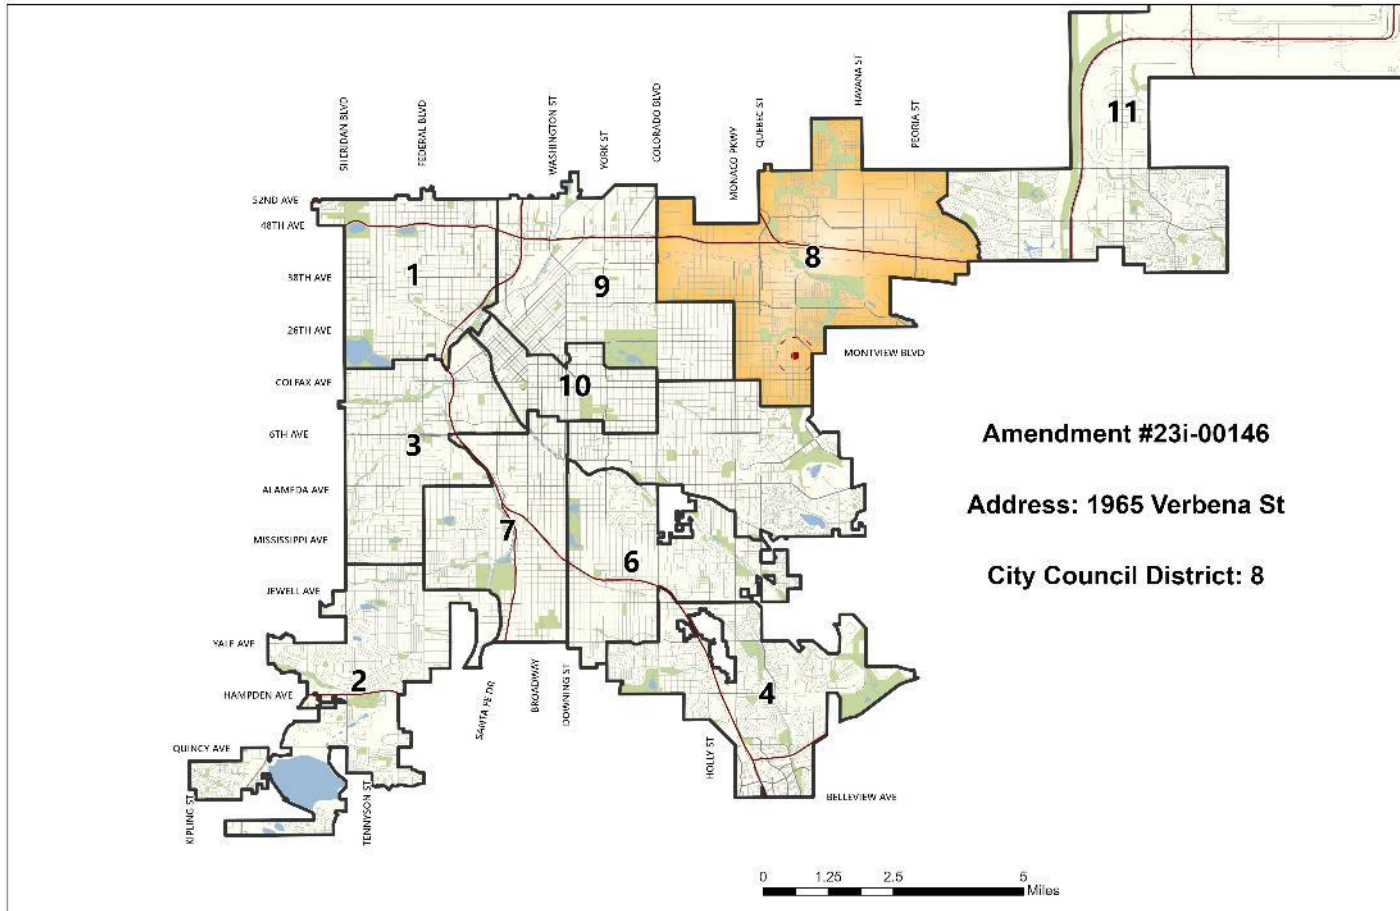 SHERIDAN BLVD
FEDERAL BLVD
WASHINGTON ST
YORK ST
COLORADO BLVD
MONACO PKWY
QUEBEC ST
HAVANA ST
PEORIA ST
11
52ND AVE
48TH AVE
8
1
38TH AVE
9
26TH AVE
MONTVIEW BLVD
COLFAX AVE
10
6TH AVE
3
Amendment #23i-00146
ALAMEDA AVE
Address: 1965 Verbena St
7
MISSISSIPPI AVE
6
City Council District: 8
JEWELL AVE
YALE AVE
2
HAMPDEN AVE
4
SANTA FE DR
BROADWAY
DOWNING ST
HOLLY ST
QUINCY AVE
KIPLING ST
TENNYSON ST
BELLEVIEW AVE
0 1.25 2.5 5
Miles